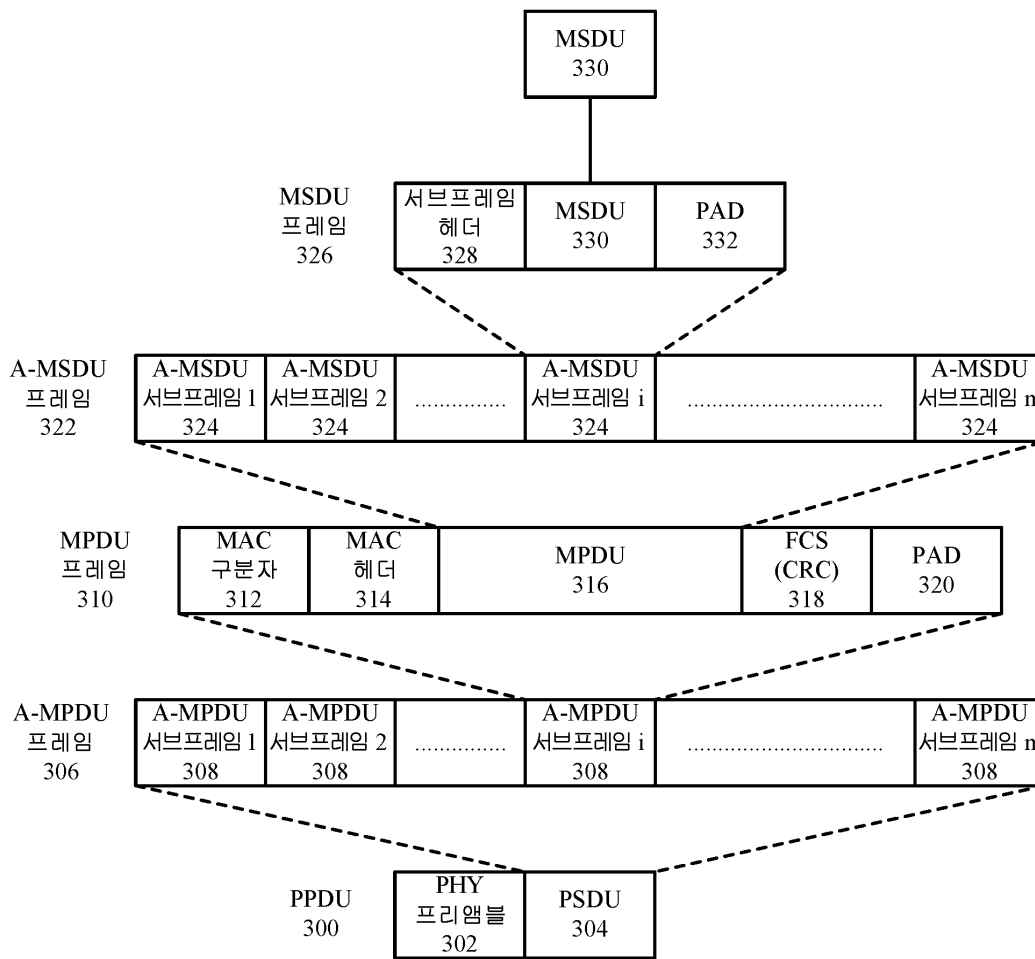 MSDU
330
MSDU
프레임
326
서브프레임
헤더
328
MSDU
330
PAD
332
A-MSDU
프레임
322
A-MSDU
서브프레임 1
324
A-MSDU
서브프레임 2
324
...............
A-MSDU
서브프레임 i
324
................................
A-MSDU
서브프레임 m
324
MPDU
프레임
310
MAC
구분자
312
MAC
헤더
314
MPDU
316
FCS
(CRC)
318
PAD
320
A-MPDU
프레임
306
A-MPDU
서브프레임 1
308
A-MPDU
서브프레임 2
308
...............
A-MPDU
서브프레임 i
308
................................
A-MPDU
서브프레임 m
308
PPDU
300
PHY
프리앰블
302
PSDU
304